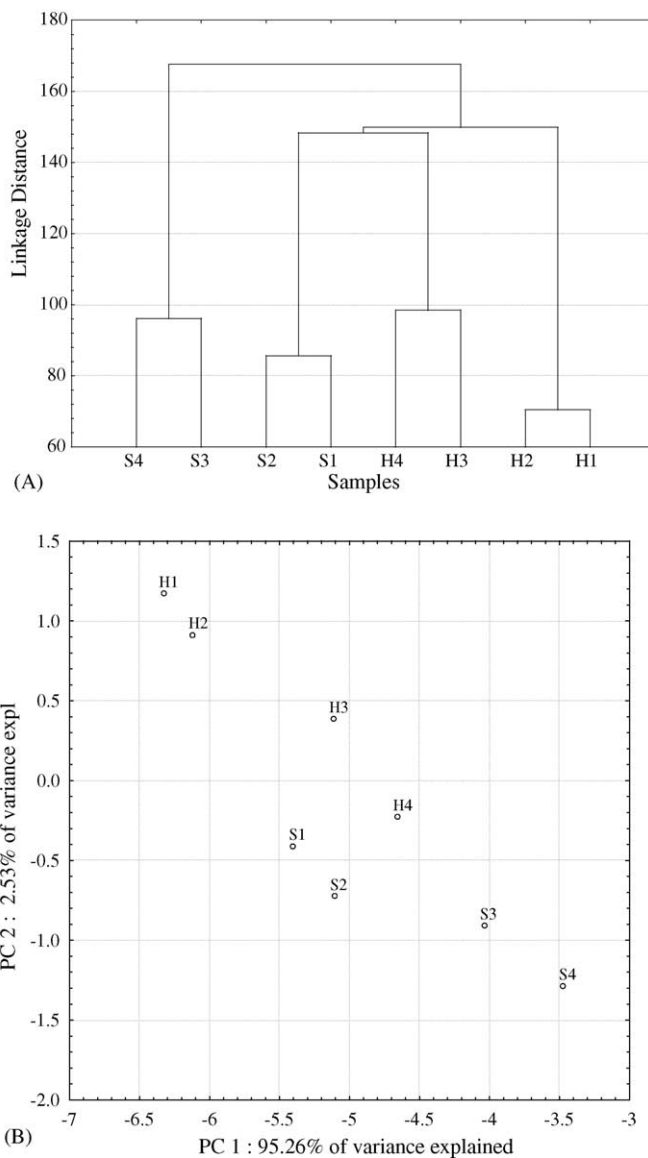 180
160
140
120
100
80
60
Linkage Distance
S4 S3 S2 S1 H4 H3 H2 H1
(A) Samples
1.5
1.0
0.5
0.0
-0.5
-1.0
-1.5
-2.0
PC 2 : 2.53% of variance expl
H1
H2
H3
H4
S1
S2
S3
S4
-7 -6.5 -6 -5.5 -5 -4.5 -4 -3.5 -3
(B) PC 1 : 95.26% of variance explained